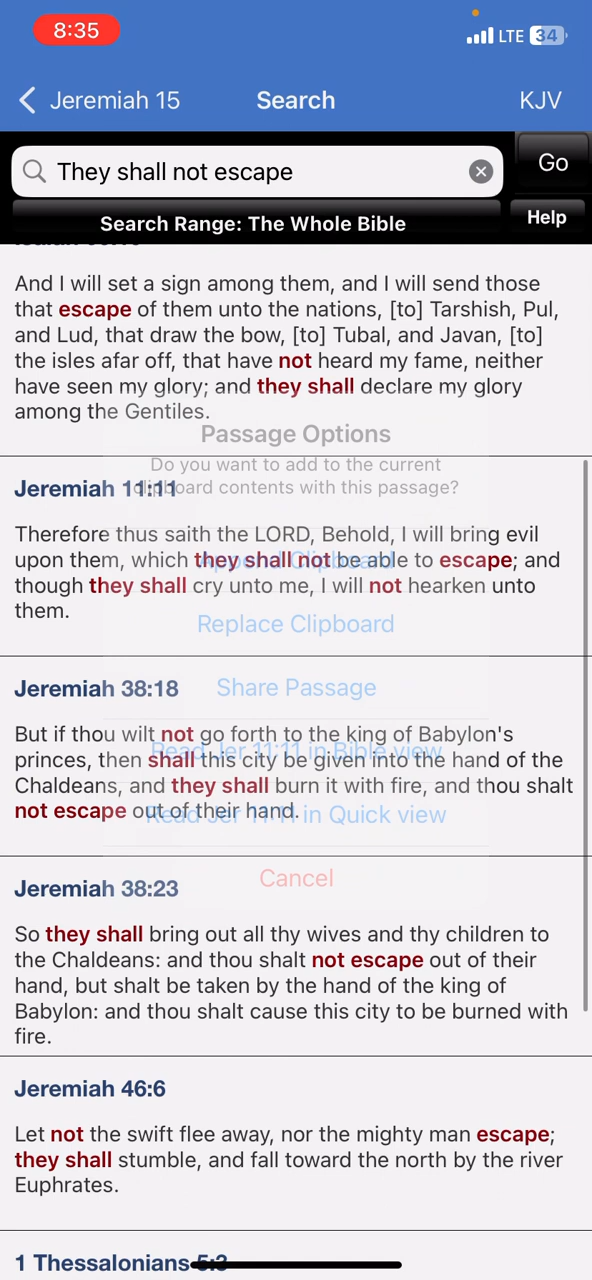 8:35
LTE 34
Jeremiah 15 Search KJV
They shall not escape
Go
Search Range: The Whole Bible
Help
And I will set a sign among them, and I will send those
that escape of them unto the nations, [to] Tarshish, Pul,
and Lud, that draw the bow, [to] Tubal, and Javan, [to]
the isles afar off, that have not heard my fame, neither
have seen my glory; and they shall declare my glory
among the Gentiles.
Passage Options
Do you want to add to the current
clipboard contents with this passage?
Jeremiah 11:11
Therefore thus saith the LORD, Behold, I will bring evil
upon them, which they shall not be able to escape; and
though they shall cry unto me, I will not hearken unto
them.
Append Clipboard
Replace Clipboard
Share Passage
Jeremiah 38:18
But if thou wilt not go forth to the king of Babylon's
princes, then shall this city be given into the hand of the
Chaldeans, and they shall burn it with fire, and thou shalt
not escape out of their hand.
Read Jer 11:11 in Bible view
Read Jer 11:11 in Quick view
Cancel
Jeremiah 38:23
So they shall bring out all thy wives and thy children to
the Chaldeans: and thou shalt not escape out of their
hand, but shalt be taken by the hand of the king of
Babylon: and thou shalt cause this city to be burned with
fire.
Jeremiah 46:6
Let not the swift flee away, nor the mighty man escape;
they shall stumble, and fall toward the north by the river
Euphrates.
1 Thessalonians 5:3